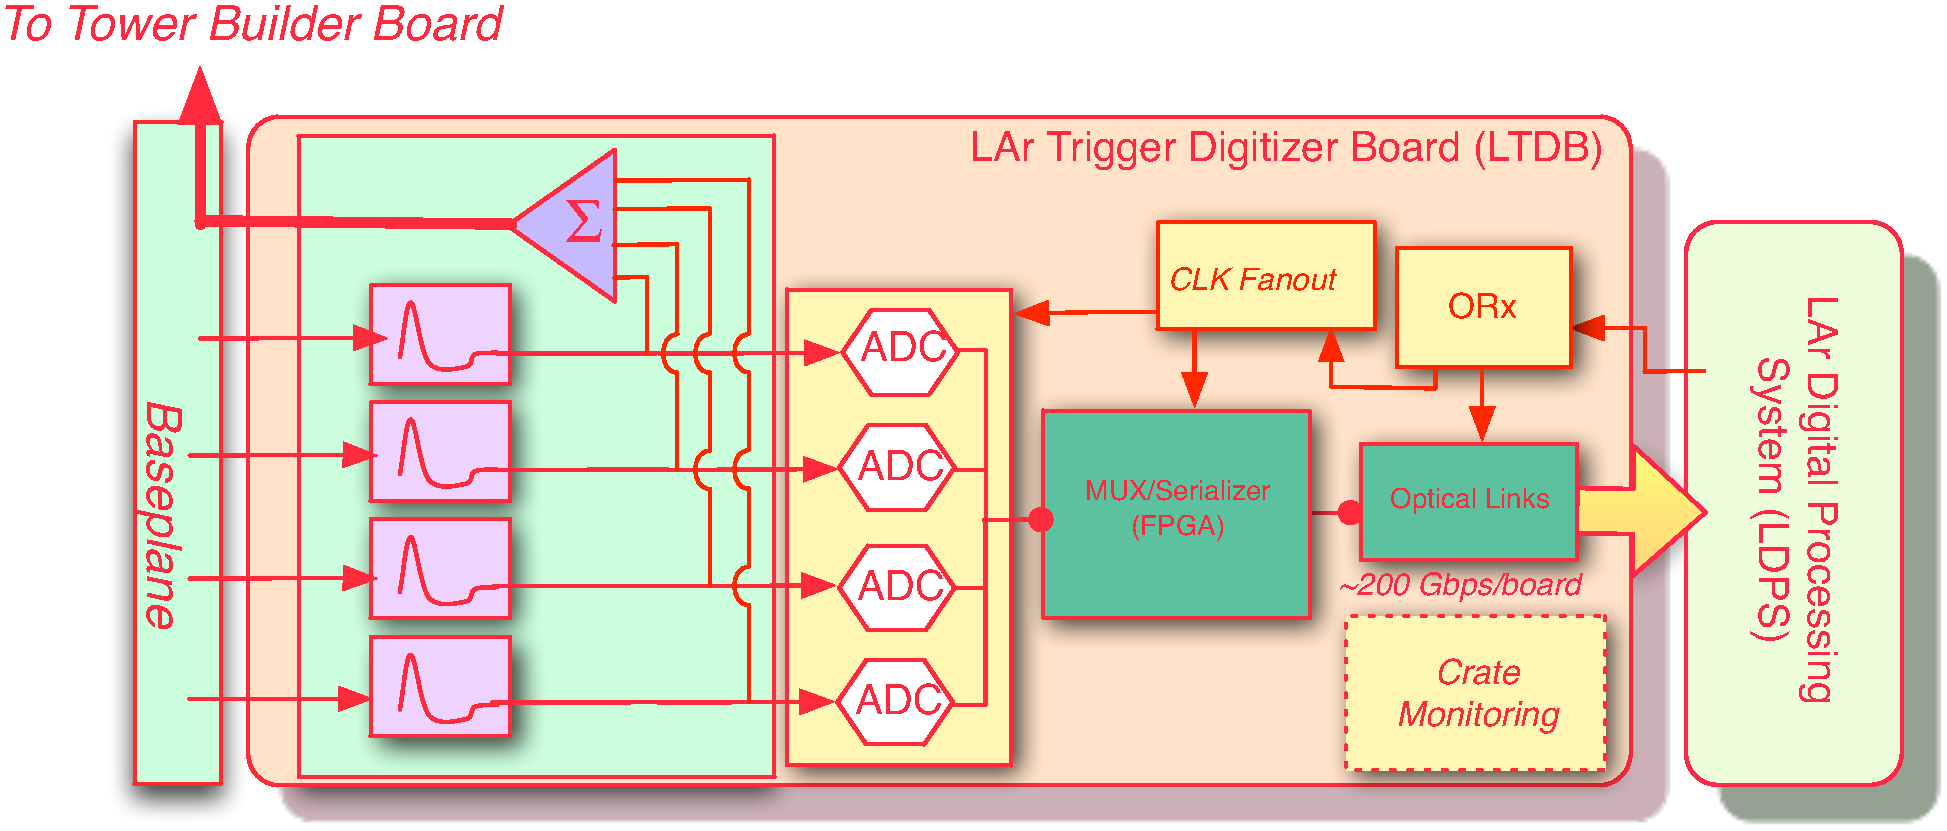 To Tower Builder Board
LAr Trigger Digitizer Board (LTDB)
Σ
CLK Fanout
ORx
ADC
ADC
ADC
ADC
MUX/Serializer
(FPGA)
Optical Links
~200 Gbps/board
Crate
Monitoring
Baseplane
LAr Digital Processing
System (LDPS)